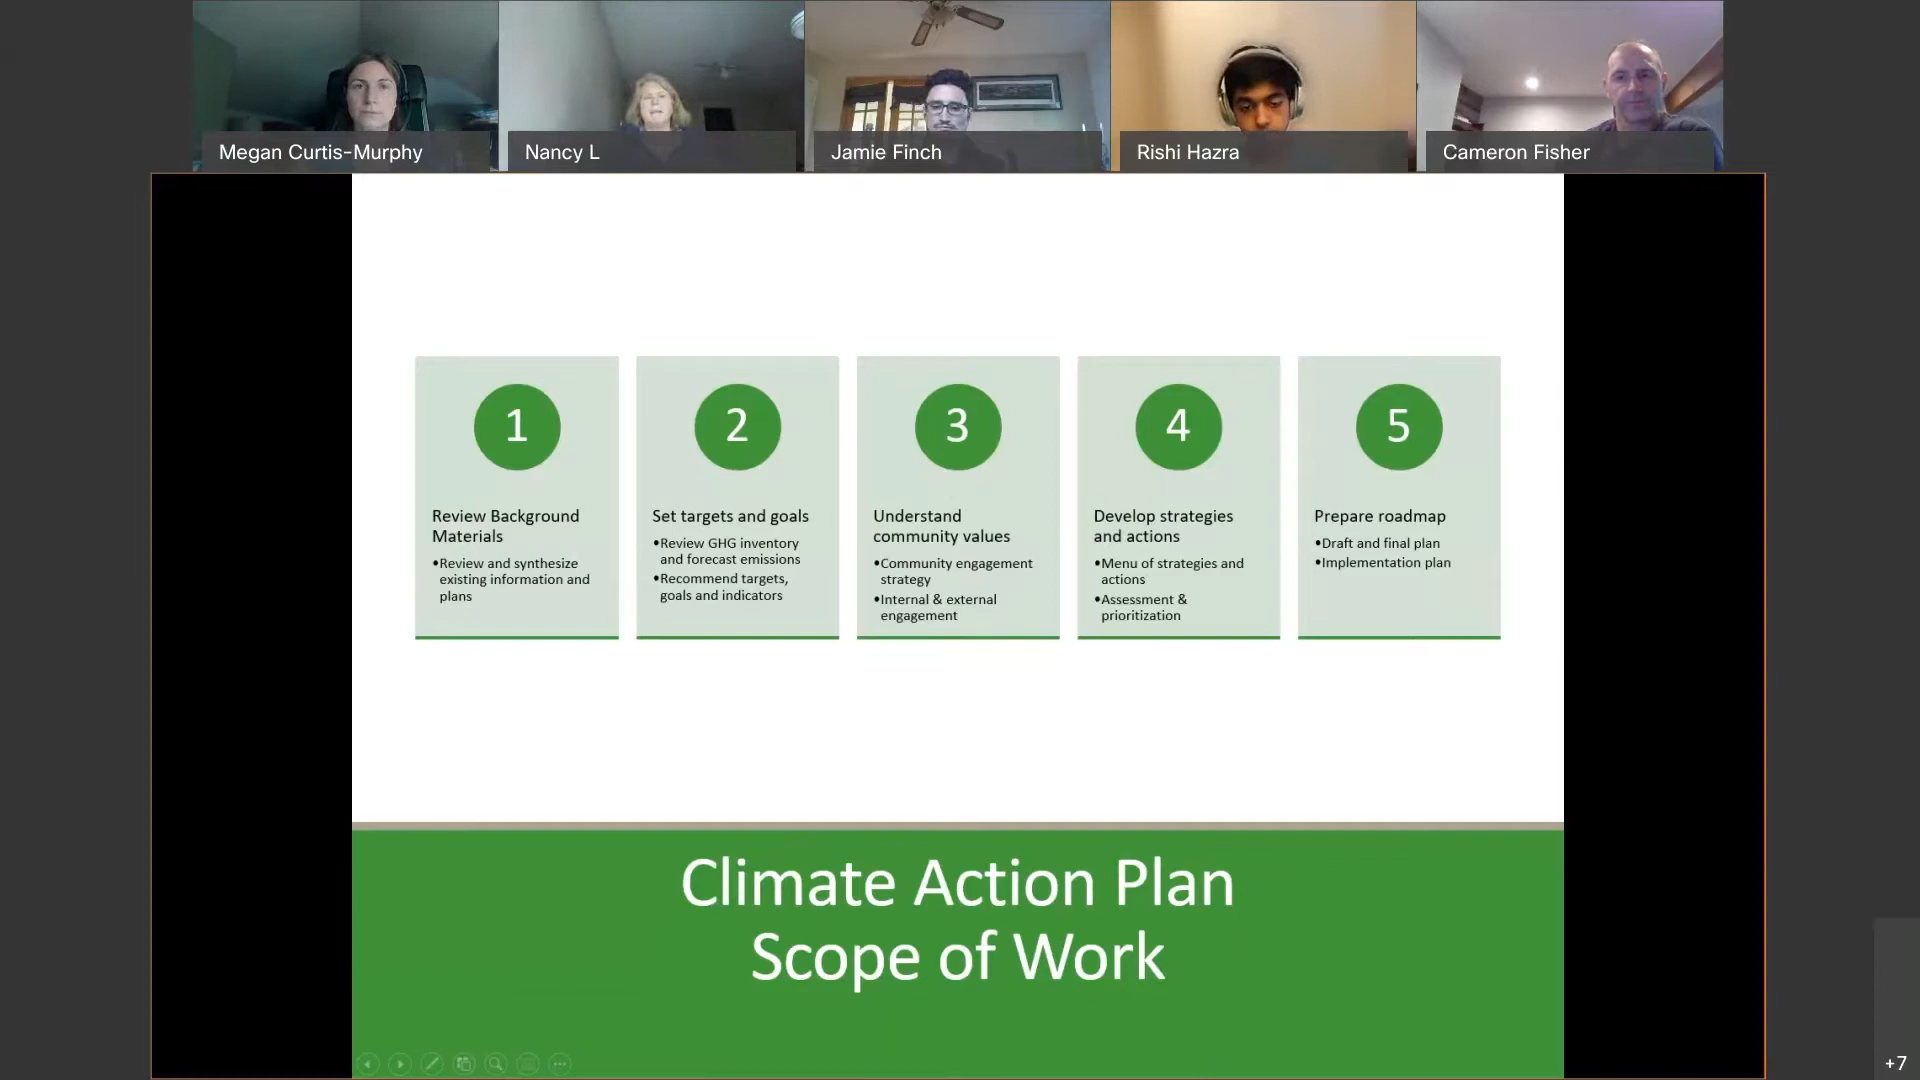 Megan Curtis-Murphy
Nancy L
Jamie Finch
Rishi Hazra
Cameron Fisher
1
Review Background
Materials
•Review and synthesize
existing information and
plans
2
Set targets and goals
•Review GHG inventory
and forecast emissions
•Recommend targets,
goals and indicators
3
Understand
community values
•Community engagement
strategy
•Internal & external
engagement
4
Develop strategies
and actions
•Menu of strategies and
actions
•Assessment &
prioritization
5
Prepare roadmap
•Draft and final plan
•Implementation plan
Climate Action Plan
Scope of Work
+7